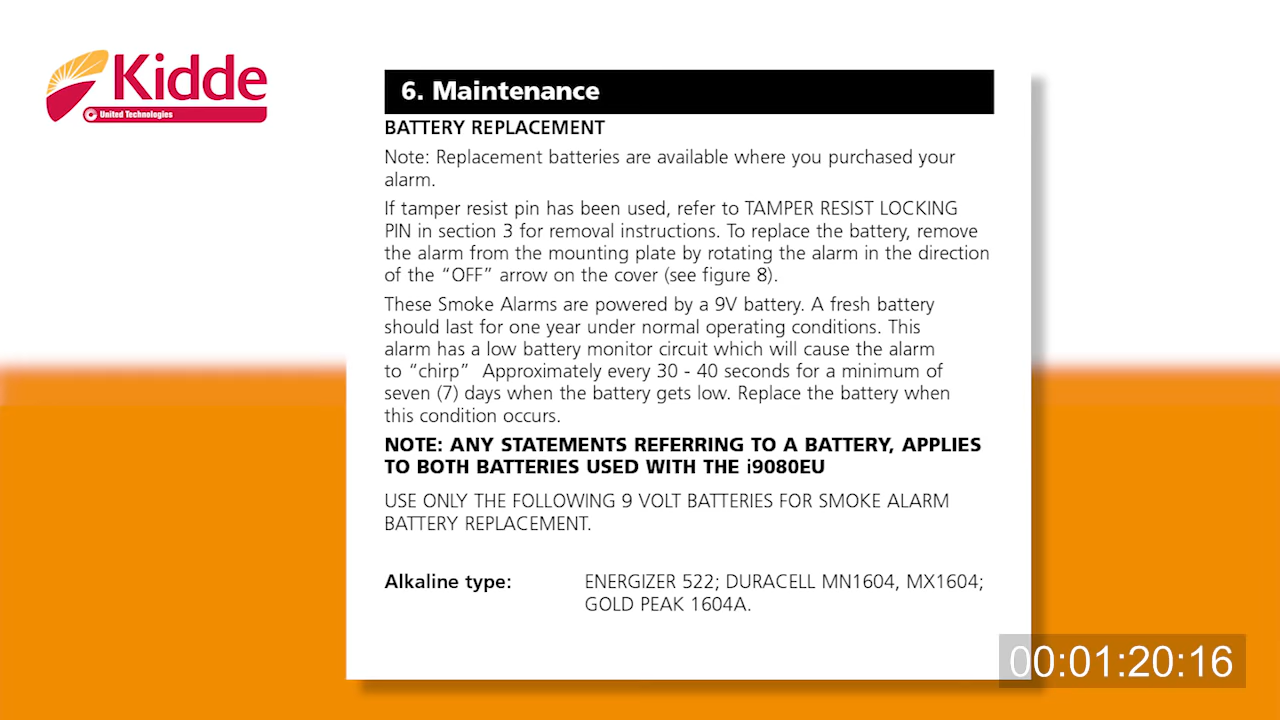 Kidde
United Technologies
6. Maintenance
BATTERY REPLACEMENT
Note: Replacement batteries are available where you purchased your
alarm.
If tamper resist pin has been used, refer to TAMPER RESIST LOCKING
PIN in section 3 for removal instructions. To replace the battery, remove
the alarm from the mounting plate by rotating the alarm in the direction
of the “OFF” arrow on the cover (see figure 8).
These Smoke Alarms are powered by a 9V battery. A fresh battery
should last for one year under normal operating conditions. This
alarm has a low battery monitor circuit which will cause the alarm
to “chirp”  Approximately every 30 - 40 seconds for a minimum of
seven (7) days when the battery gets low. Replace the battery when
this condition occurs.
NOTE: ANY STATEMENTS REFERRING TO A BATTERY, APPLIES
TO BOTH BATTERIES USED WITH THE i9080EU
USE ONLY THE FOLLOWING 9 VOLT BATTERIES FOR SMOKE ALARM
BATTERY REPLACEMENT.
Alkaline type: ENERGIZER 522; DURACELL MN1604, MX1604;
GOLD PEAK 1604A.
00:01:20:16